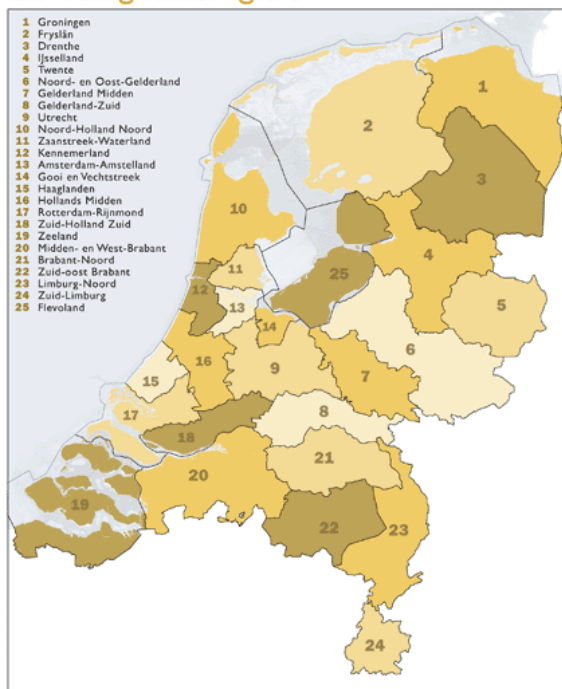 1 Groningen
2 Fryslân
3 Drenthe
4 IJsselland
5 Twente
6 Noord- en Oost-Gelderland
7 Gelderland Midden
8 Gelderland-Zuid
9 Utrecht
10 Noord-Holland Noord
11 Zaanstreek-Waterland
12 Kennemerland
13 Amsterdam-Amstelland
14 Gooi en Vechtstreek
15 Haaglanden
16 Hollands Midden
17 Rotterdam-Rijnmond
18 Zuid-Holland Zuid
19 Zeeland
20 Midden- en West-Brabant
21 Brabant-Noord
22 Zuid-oost Brabant
23 Limburg-Noord
24 Zuid-Limburg
25 Flevoland
1
2
3
10
4
11
25
12
13
5
14
6
16
9
7
15
17
8
18
21
20
19
22
23
24